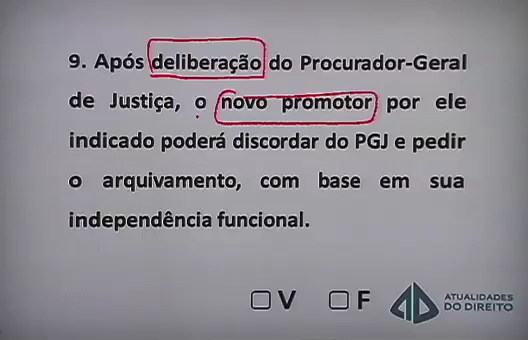 9. Após deliberação do Procurador-Geral
de Justiça, o novo promotor por ele
indicado poderá discordar do PGJ e pedir
o arquivamento, com base em sua
independência funcional.
V F
ATUALIDADES
DO DIREITO